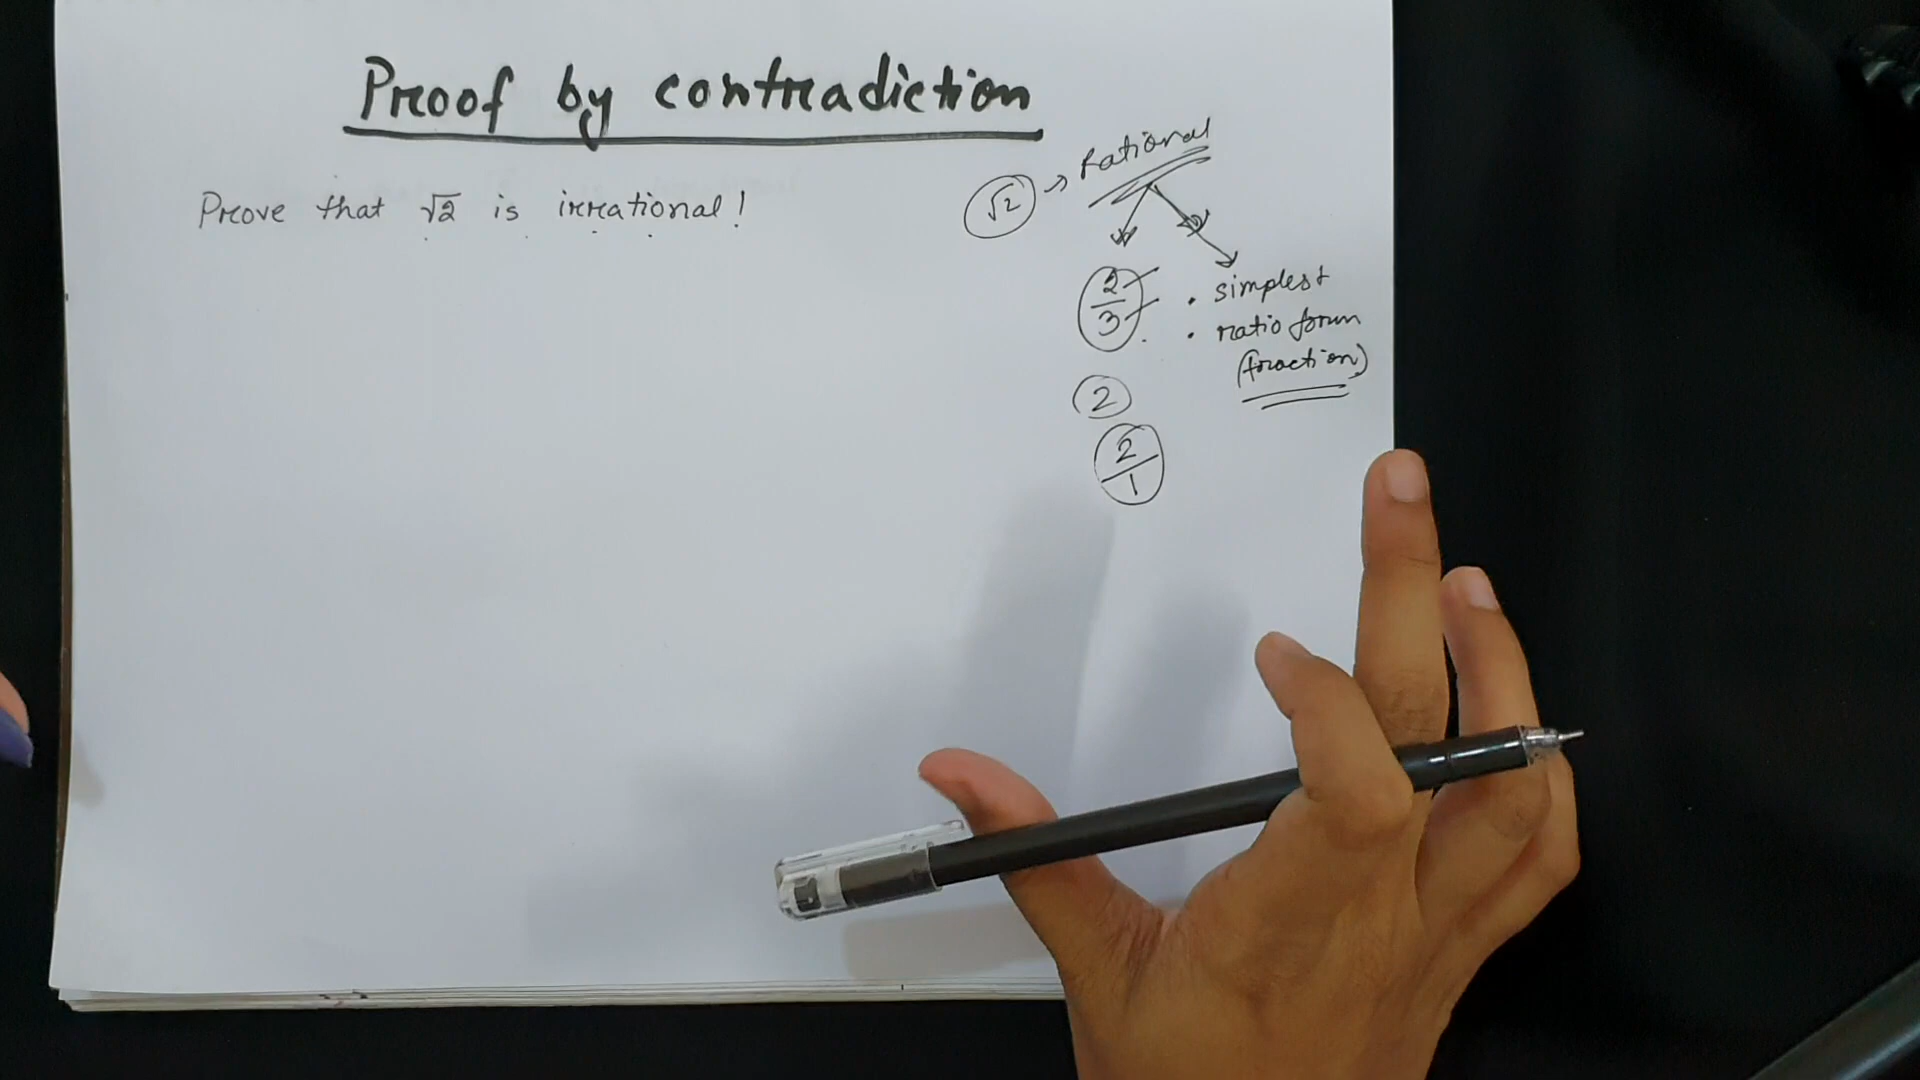 Proof by contradiction
Prove that √2 is irrational!
√2 → Rational
2
3
• simplest
• ratio form
(fraction)
2
2
1